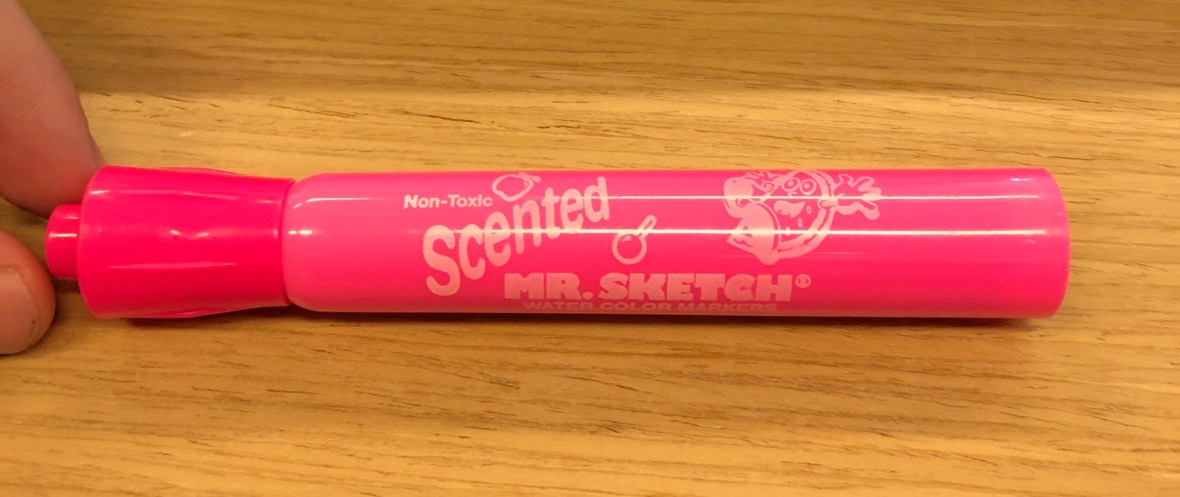 Non-Toxic
Scented
MR. SKETCH®
WATER COLOR MARKERS